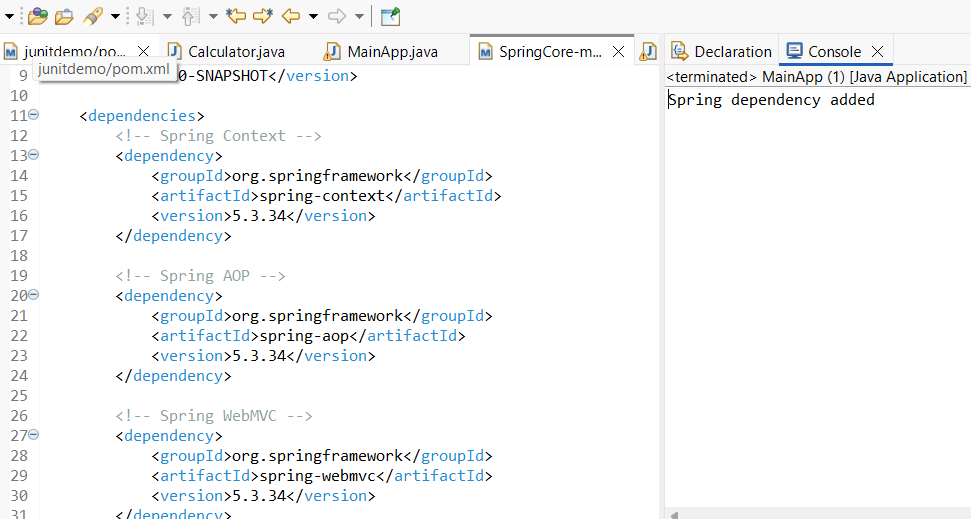 junitdemo/po...
Calculator.java
MainApp.java
SpringCore-m...
junitdemo/pom.xml
9 0-SNAPSHOT</version>
10
11 <dependencies>
12 <!-- Spring Context -->
13 <dependency>
14 <groupId>org.springframework</groupId>
15 <artifactId>spring-context</artifactId>
16 <version>5.3.34</version>
17 </dependency>
18
19 <!-- Spring AOP -->
20 <dependency>
21 <groupId>org.springframework</groupId>
22 <artifactId>spring-aop</artifactId>
23 <version>5.3.34</version>
24 </dependency>
25
26 <!-- Spring WebMVC -->
27 <dependency>
28 <groupId>org.springframework</groupId>
29 <artifactId>spring-webmvc</artifactId>
30 <version>5.3.34</version>
31 </dependency>
Declaration
Console
<terminated> MainApp (1) [Java Application]
Spring dependency added